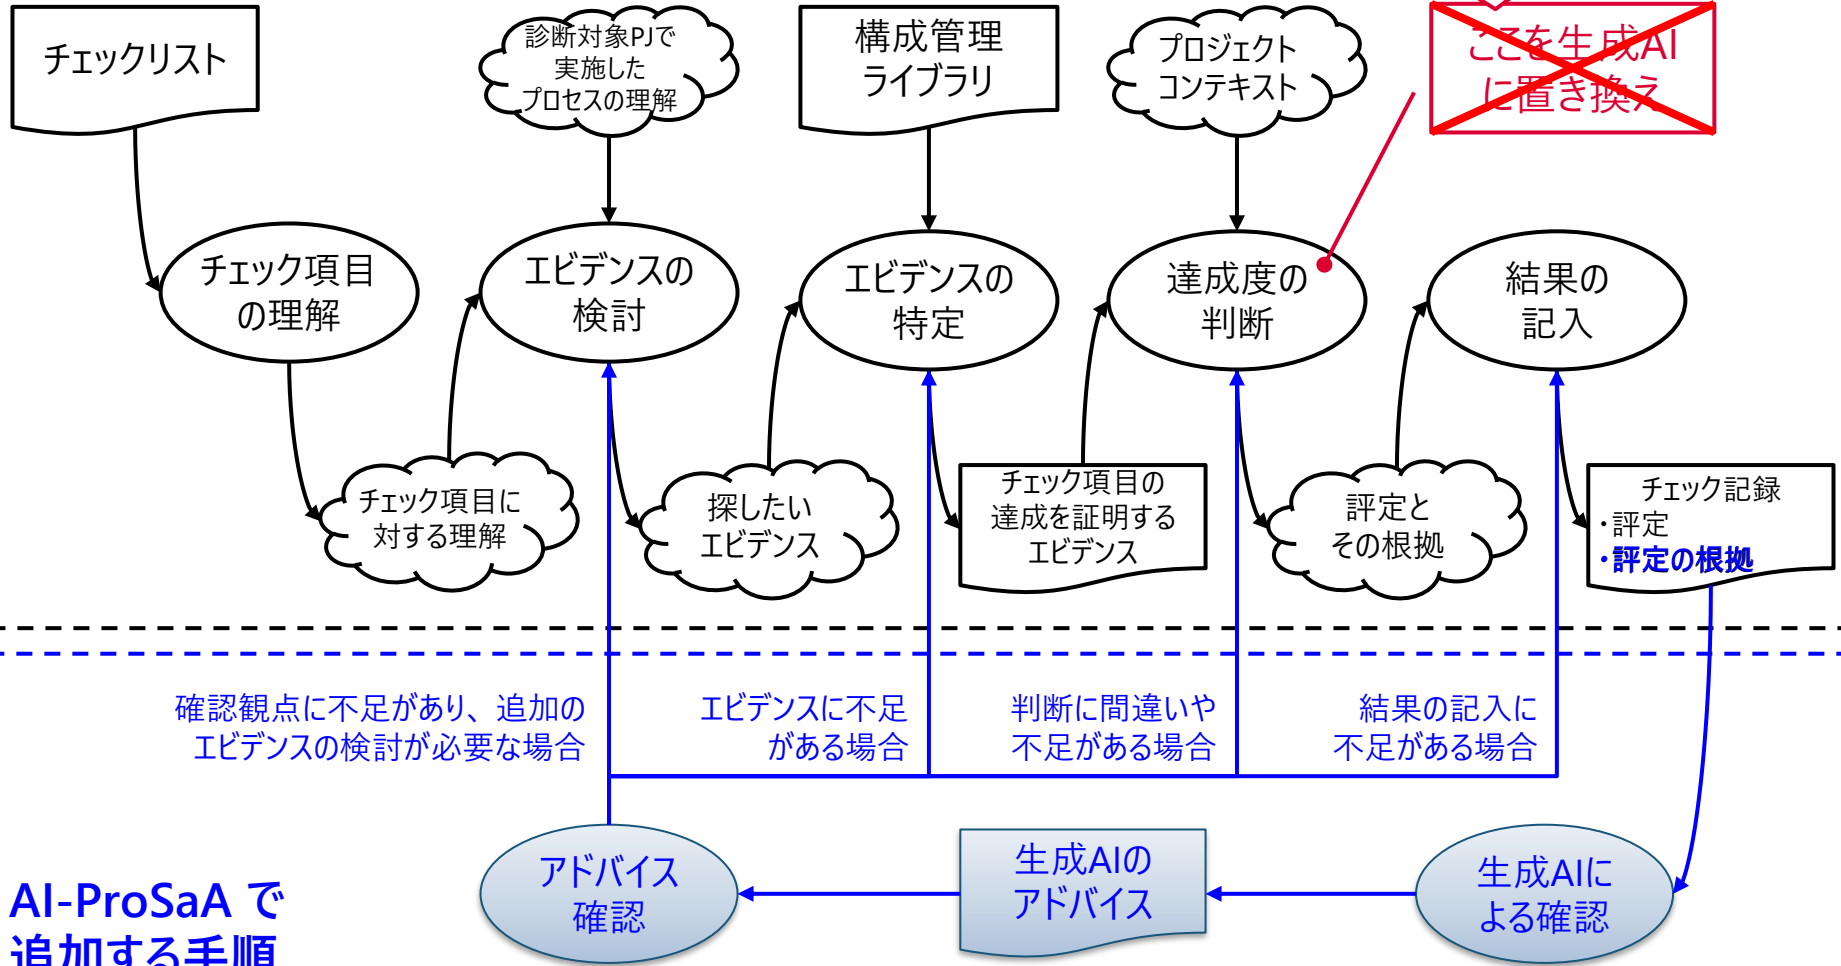 チェックリスト
診断対象PJで
実施した
プロセスの理解
構成管理
ライブラリ
プロジェクト
コンテキスト
ここを生成AI
に置き換え
チェック項目
の理解
エビデンスの
検討
エビデンスの
特定
達成度の
判断
結果の
記入
チェック項目に
対する理解
探したい
エビデンス
チェック項目の
達成を証明する
エビデンス
評定と
その根拠
チェック記録
・評定
・評定の根拠
確認観点に不足があり、追加の
エビデンスの検討が必要な場合
エビデンスに不足
がある場合
判断に間違いや
不足がある場合
結果の記入に
不足がある場合
アドバイス
確認
生成AIの
アドバイス
生成AIに
よる確認
AI-ProSaA で
追加する手順